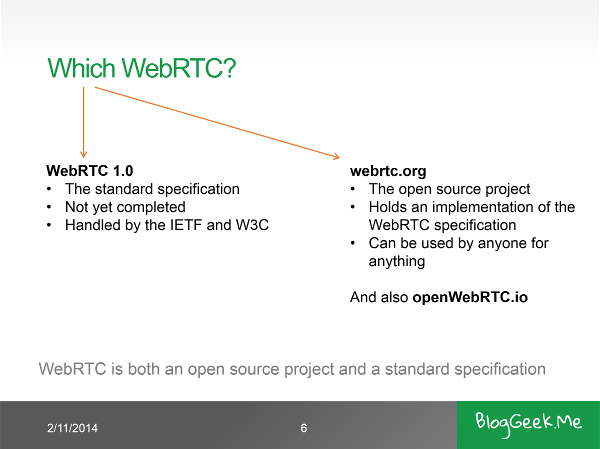 Which WebRTC?
WebRTC 1.0
• The standard specification
• Not yet completed
• Handled by the IETF and W3C
webrtc.org
• The open source project
• Holds an implementation of the
WebRTC specification
• Can be used by anyone for
anything
And also openWebRTC.io
WebRTC is both an open source project and a standard specification
2/11/2014
6
BlogGeek.Me